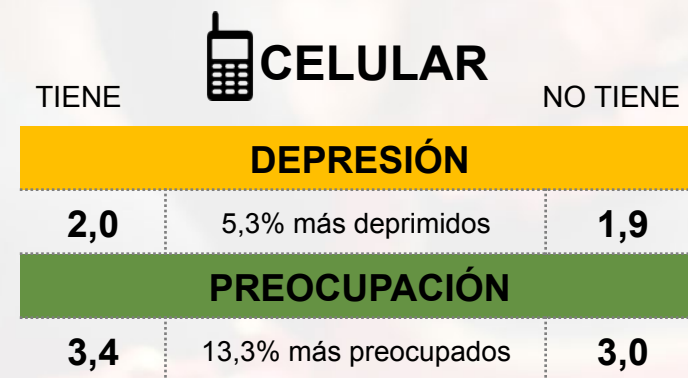 CELULAR
TIENE
NO TIENE
DEPRESIÓN
2,0 5,3% más deprimidos 1,9
PREOCUPACIÓN
3,4 13,3% más preocupados 3,0